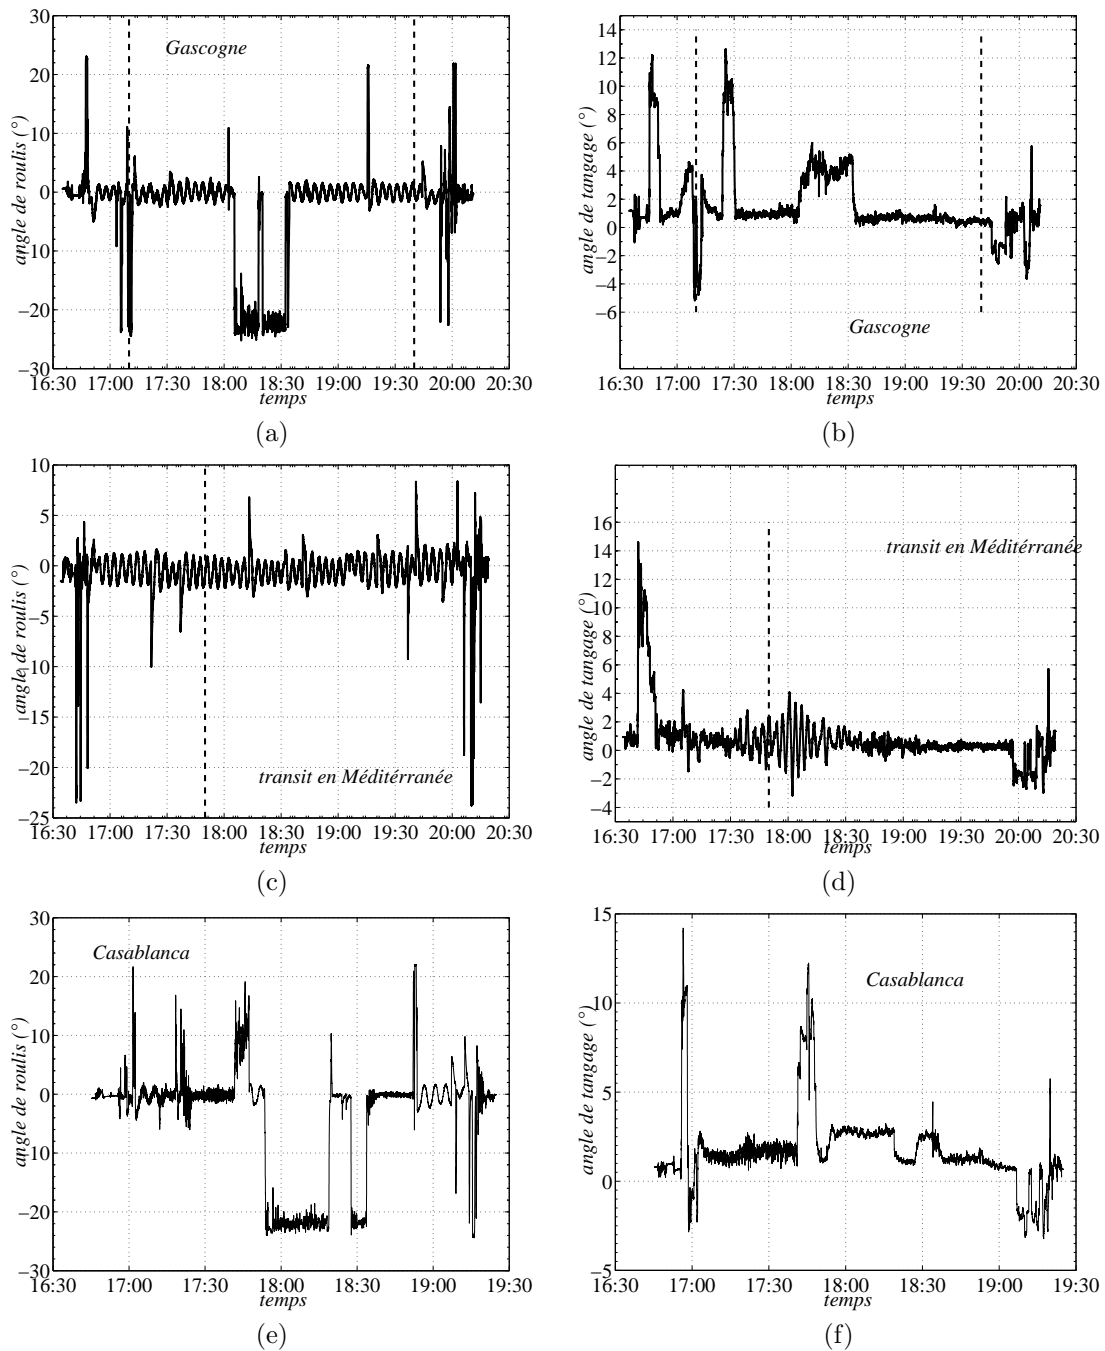 30
20
10
0
−10
−20
−30
angle de roulis (°)
Gascogne
16:30 17:00 17:30 18:00 18:30 19:00 19:30 20:00 20:30
temps
(a)
14
12
10
8
6
4
2
0
−2
−4
−6
angle de tangage (°)
Gascogne
16:30 17:00 17:30 18:00 18:30 19:00 19:30 20:00 20:30
temps
(b)
10
5
0
−5
−10
−15
−20
−25
angle de roulis (°)
transit en Méditérranée
16:30 17:00 17:30 18:00 18:30 19:00 19:30 20:00 20:30
temps
(c)
16
14
12
10
8
6
4
2
0
−2
−4
angle de tangage (°)
transit en Méditérranée
16:30 17:00 17:30 18:00 18:30 19:00 19:30 20:00 20:30
temps
(d)
30
20
10
0
−10
−20
−30
angle de roulis (°)
Casablanca
16:30 17:00 17:30 18:00 18:30 19:00 19:30
temps
(e)
15
10
5
0
−5
angle de tangage (°)
Casablanca
16:30 17:00 17:30 18:00 18:30 19:00 19:30
temps
(f)